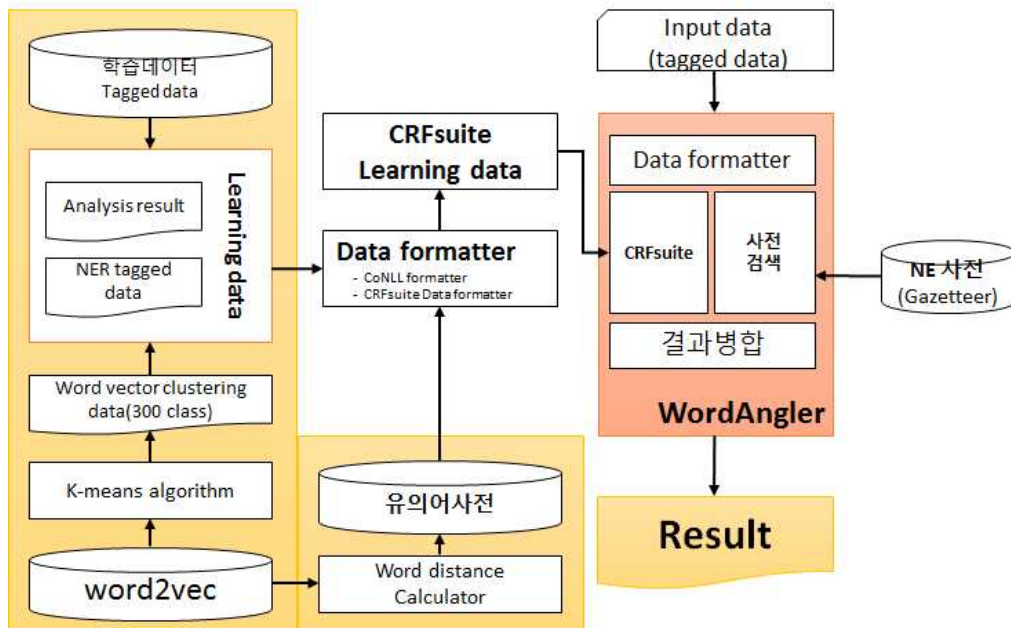 학습데이터
Tagged data
Analysis result
NER tagged
data
Learning data
Word vector clustering
data(300 class)
K-means algorithm
word2vec
CRFsuite
Learning data
Data formatter
- CoNLL formatter
- CRFsuite Data formatter
유의어사전
Word distance
Calculator
Input data
(tagged data)
Data formatter
CRFsuite
사전
검색
결과병합
WordAngler
NE 사전
(Gazetteer)
Result